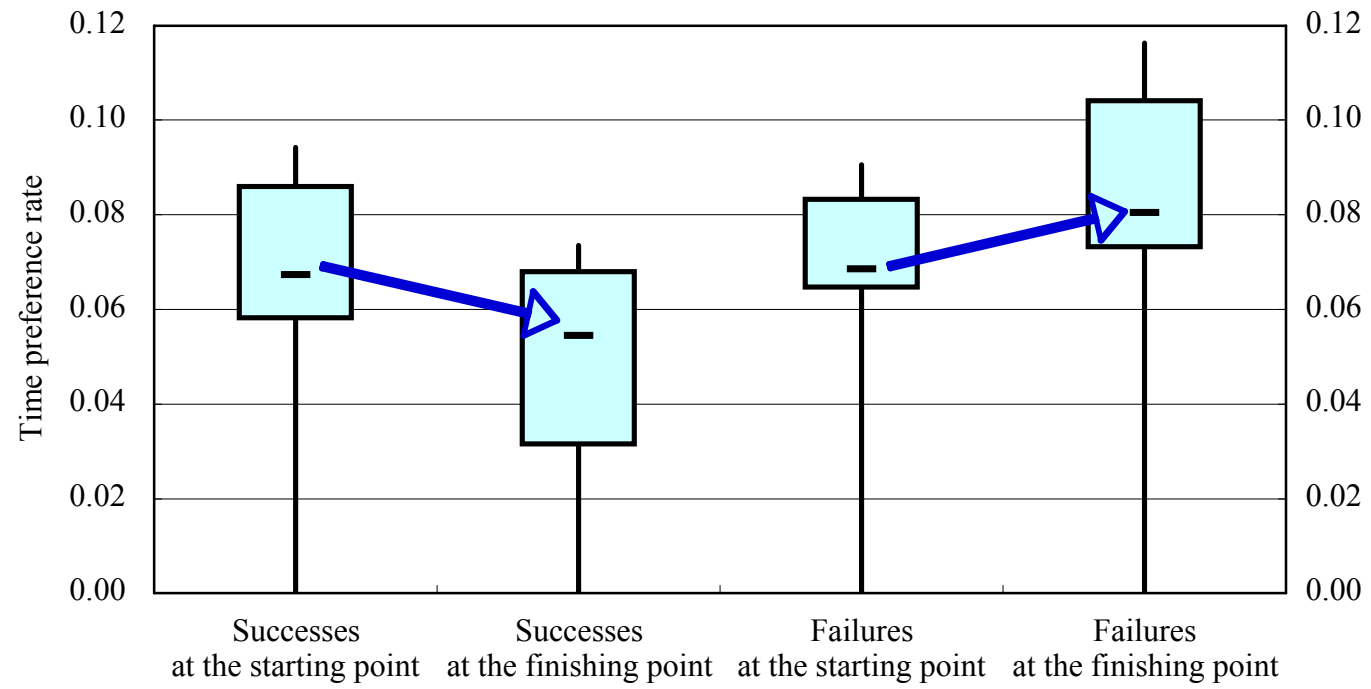 0.12
0.10
0.08
0.06
0.04
0.02
0.00
Time preference rate
0.12
0.10
0.08
0.06
0.04
0.02
0.00
Successes
at the starting point
Successes
at the finishing point
Failures
at the starting point
Failures
at the finishing point